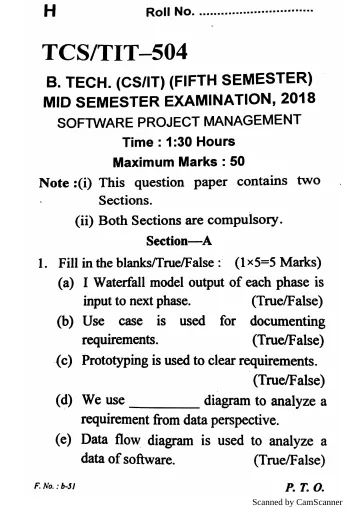 H
Roll No. ................................
TCS/TIT–504
B. TECH. (CS/IT) (FIFTH SEMESTER)
MID SEMESTER EXAMINATION, 2018
SOFTWARE PROJECT MANAGEMENT
Time : 1:30 Hours
Maximum Marks : 50
Note :(i) This question paper contains two
Sections.
(ii) Both Sections are compulsory.
Section—A
1. Fill in the blanks/True/False : (1×5=5 Marks)
(a) I Waterfall model output of each phase is
input to next phase. (True/False)
(b) Use case is used for documenting
requirements. (True/False)
(c) Prototyping is used to clear requirements.
(True/False)
(d) We use __________ diagram to analyze a
requirement from data perspective.
(e) Data flow diagram is used to analyze a
data of software. (True/False)
F. No. : b-51
P. T. O.
Scanned by CamScanner